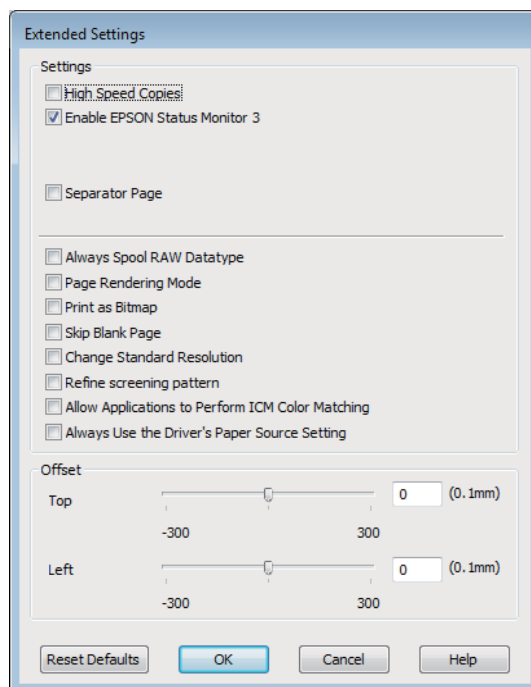 Extended Settings
Settings
High Speed Copies
Enable EPSON Status Monitor 3
Separator Page
Always Spool RAW Datatype
Page Rendering Mode
Print as Bitmap
Skip Blank Page
Change Standard Resolution
Refine screening pattern
Allow Applications to Perform ICM Color Matching
Always Use the Driver's Paper Source Setting
Offset
Top 0 (0.1mm)
-300 300
Left 0 (0.1mm)
-300 300
Reset Defaults OK Cancel Help